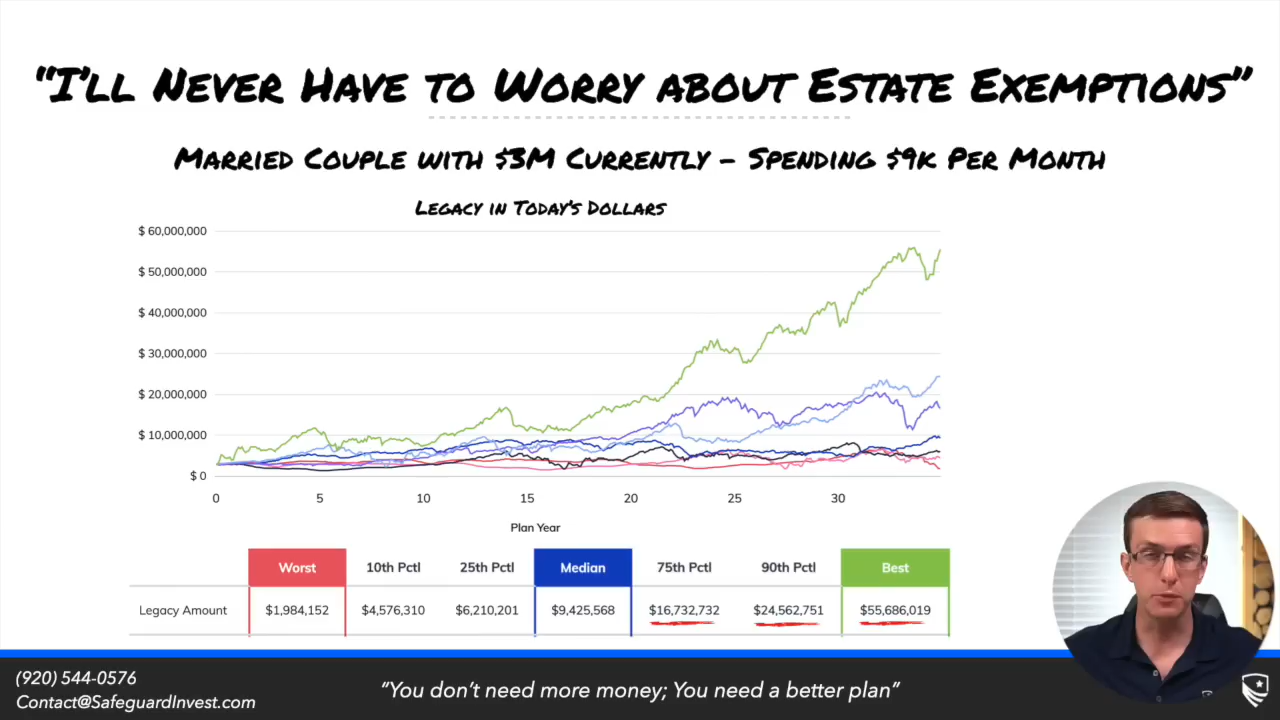 “I’ll Never Have to Worry about Estate Exemptions”
Married Couple with $3M Currently – Spending $9k Per Month
Legacy in Today’s Dollars
$ 60,000,000
$ 50,000,000
$ 40,000,000
$ 30,000,000
$ 20,000,000
$ 10,000,000
$ 0
0 5 10 15 20 25 30
Plan Year
Worst 10th Pctl 25th Pctl Median 75th Pctl 90th Pctl Best
Legacy Amount $1,984,152 $4,576,310 $6,210,201 $9,425,568 $16,732,732 $24,562,751 $55,686,019
(920) 544-0576
Contact@SafeguardInvest.com
“You don’t need more money; You need a better plan”